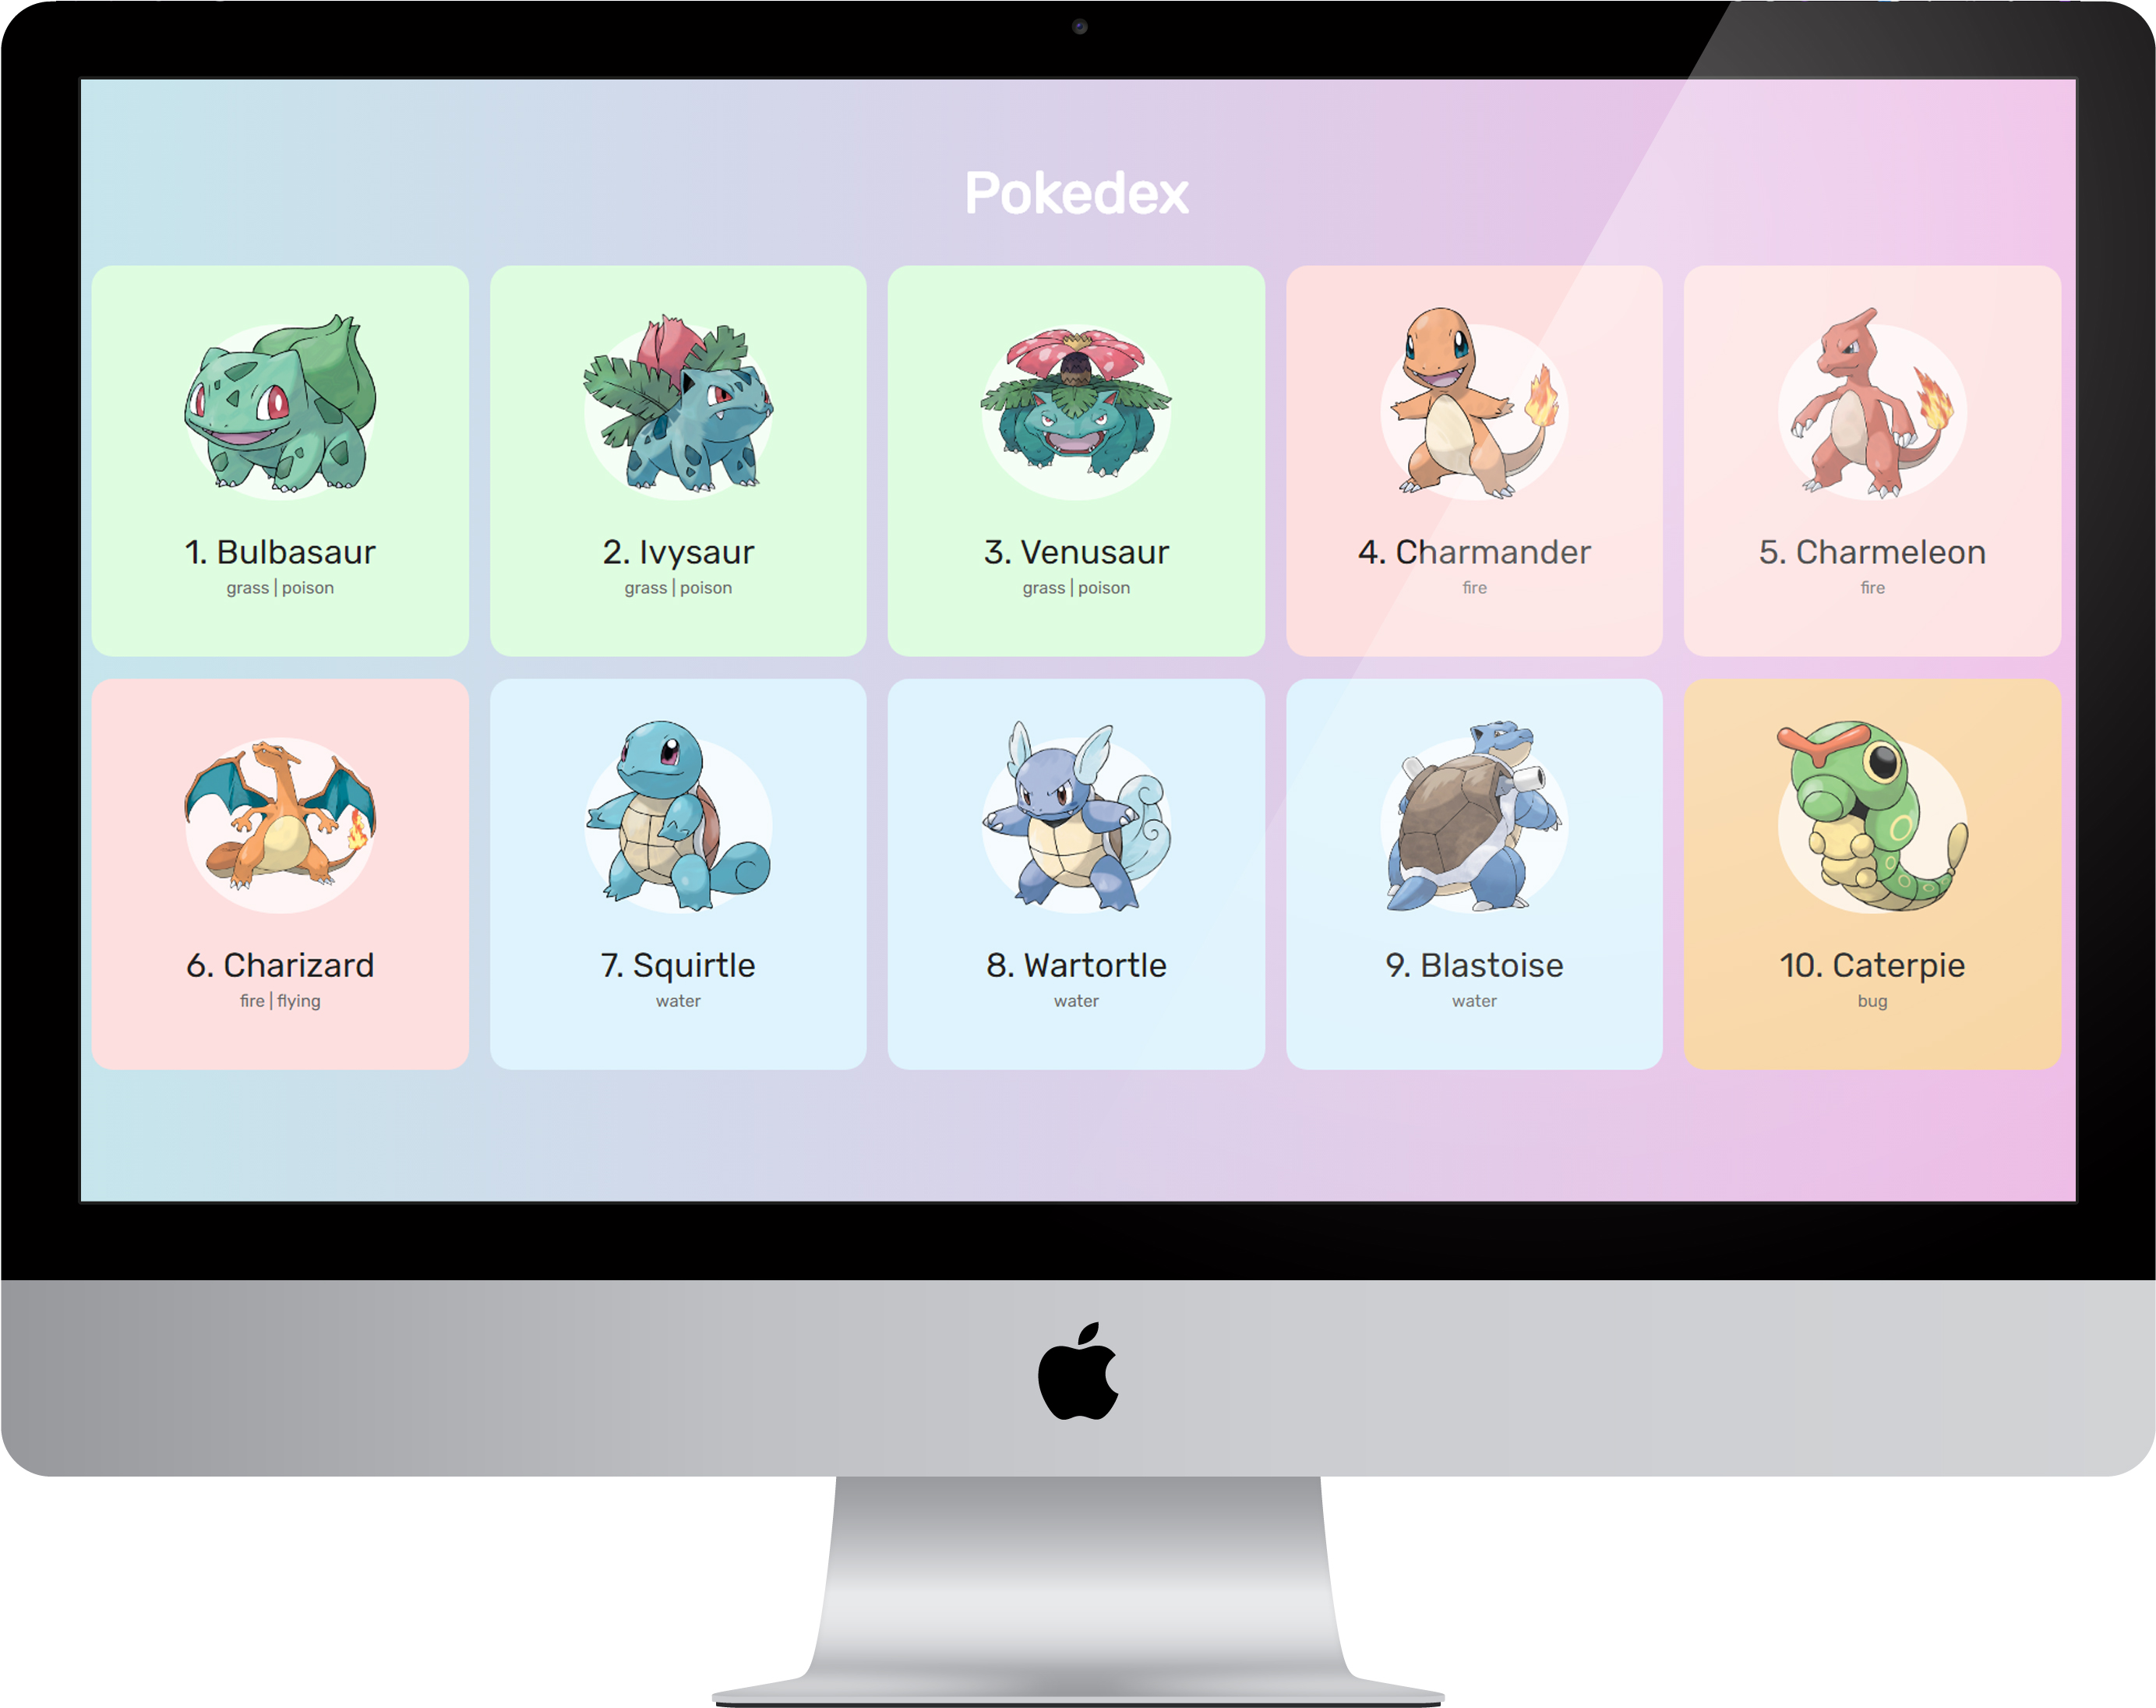 Pokedex
1. Bulbasaur
grass | poison
2. Ivysaur
grass | poison
3. Venusaur
grass | poison
4. Charmander
fire
5. Charmeleon
fire
6. Charizard
fire | flying
7. Squirtle
water
8. Wartortle
water
9. Blastoise
water
10. Caterpie
bug